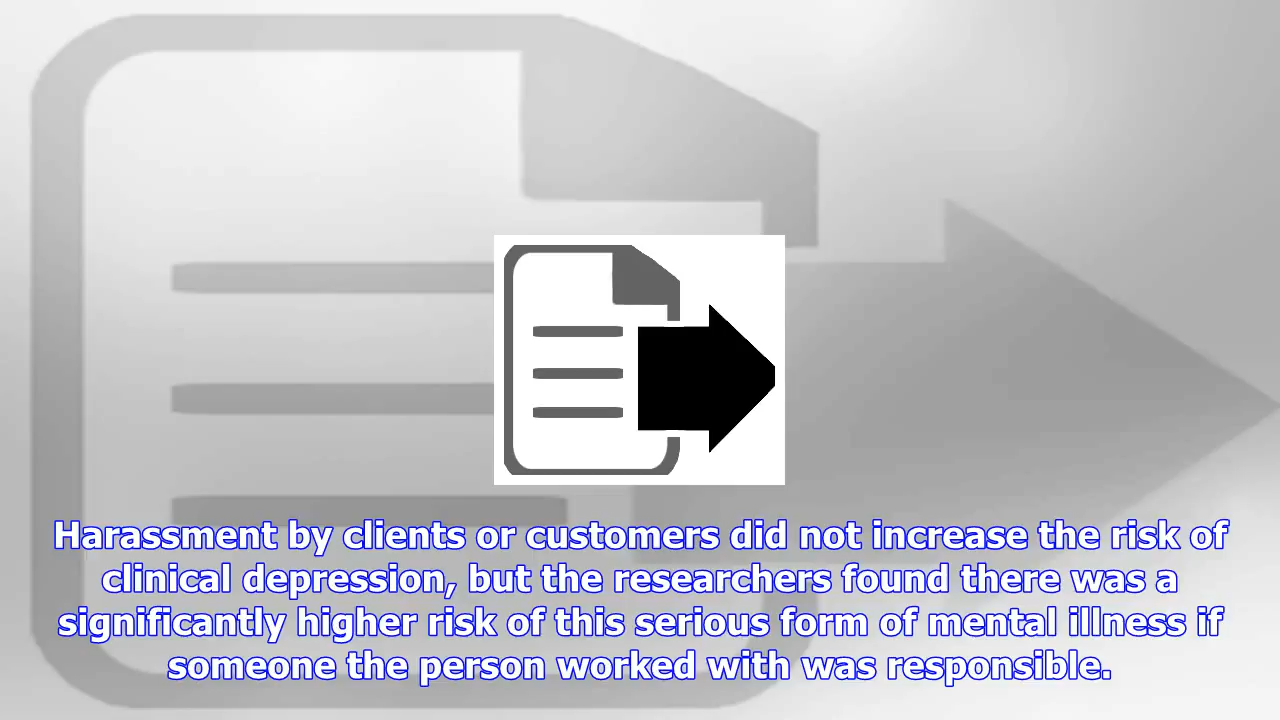 Harassment by clients or customers did not increase the risk of
clinical depression, but the researchers found there was a
significantly higher risk of this serious form of mental illness if
someone the person worked with was responsible.